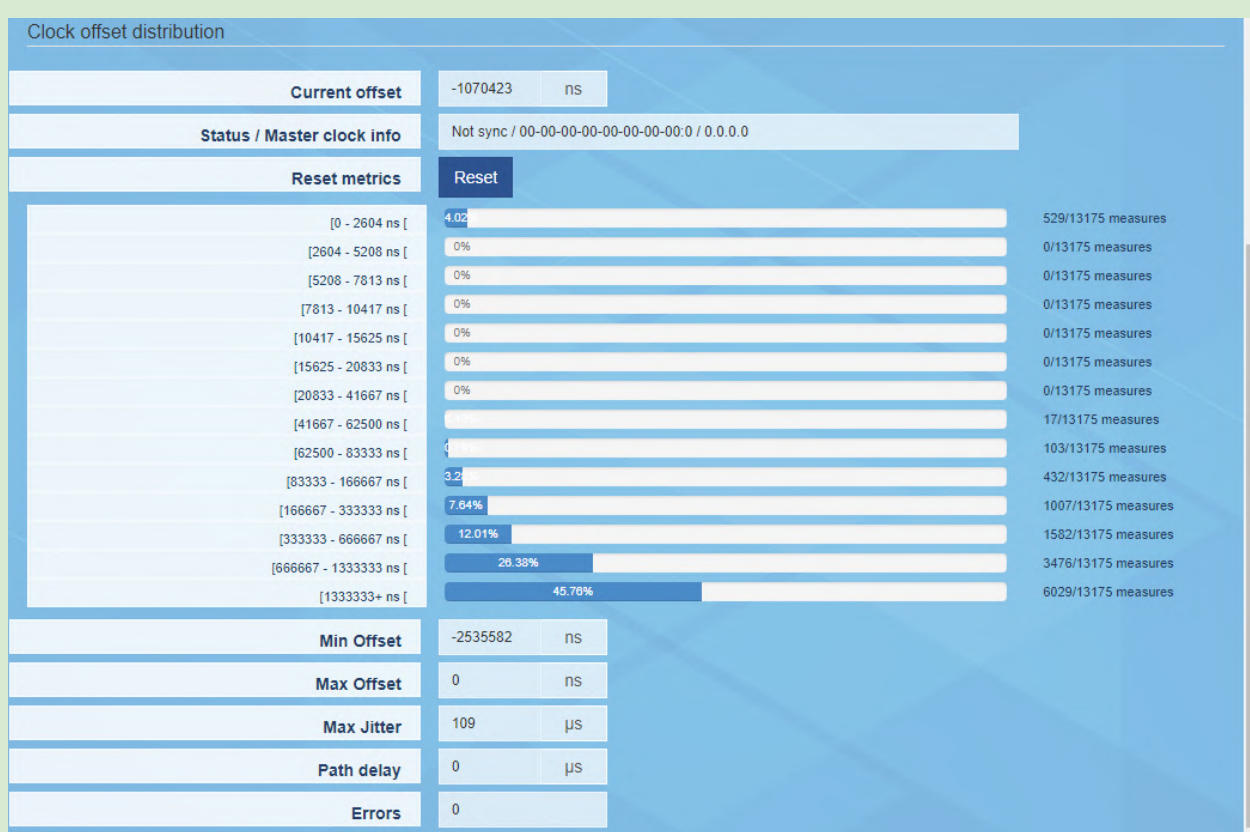 Clock offset distribution
Current offset -1070423 ns
Status / Master clock info Not sync / 00-00-00-00-00-00-00-00:0 / 0.0.0.0
Reset metrics Reset
[0 - 2604 ns [ 4.02 529/13175 measures
[2604 - 5208 ns [ 0% 0/13175 measures
[5208 - 7813 ns [ 0% 0/13175 measures
[7813 - 10417 ns [ 0% 0/13175 measures
[10417 - 15625 ns [ 0% 0/13175 measures
[15625 - 20833 ns [ 0% 0/13175 measures
[20833 - 41667 ns [ 0% 0/13175 measures
[41667 - 62500 ns [ 17/13175 measures
[62500 - 83333 ns [ 103/13175 measures
[83333 - 166667 ns [ 3.2 432/13175 measures
[166667 - 333333 ns [ 7.64% 1007/13175 measures
[333333 - 666667 ns [ 12.01% 1582/13175 measures
[666667 - 1333333 ns [ 26.38% 3476/13175 measures
[1333333+ ns [ 45.76% 6029/13175 measures
Min Offset -2535582 ns
Max Offset 0 ns
Max Jitter 109 µs
Path delay 0 µs
Errors 0